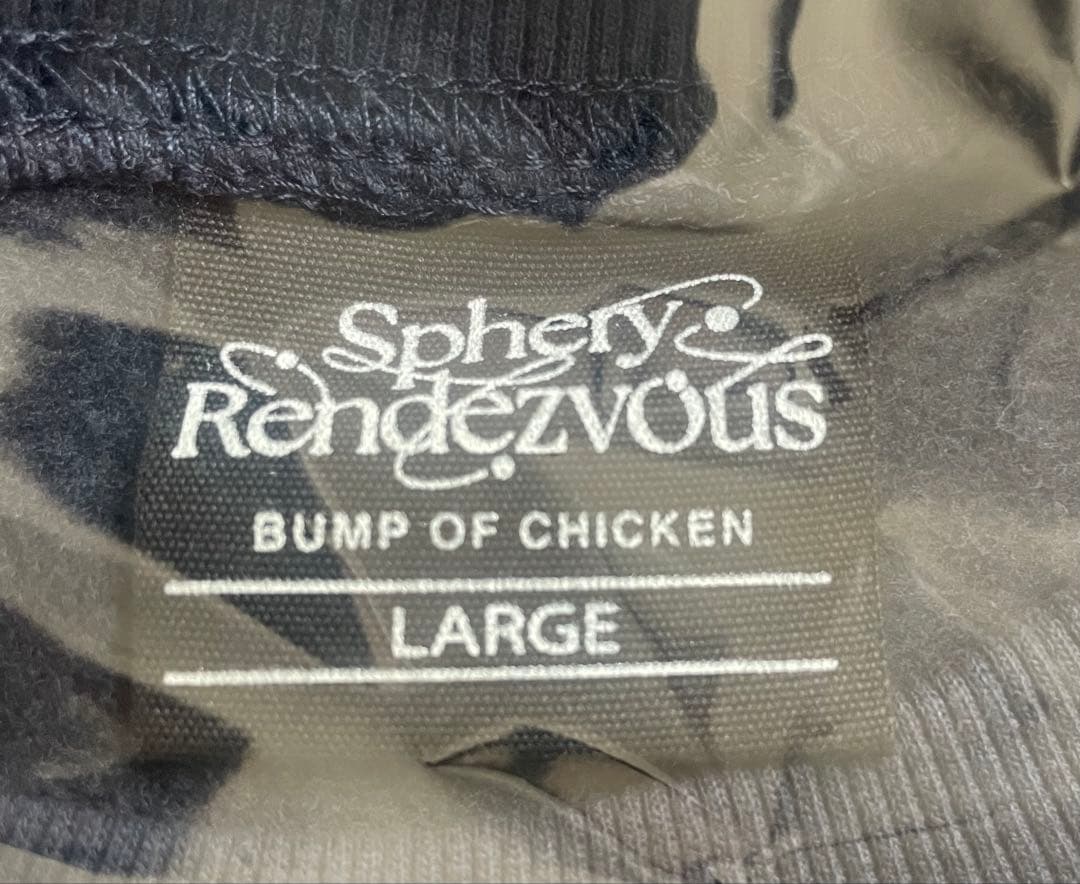 Sphery
Rendezvous
BUMP OF CHICKEN
LARGE